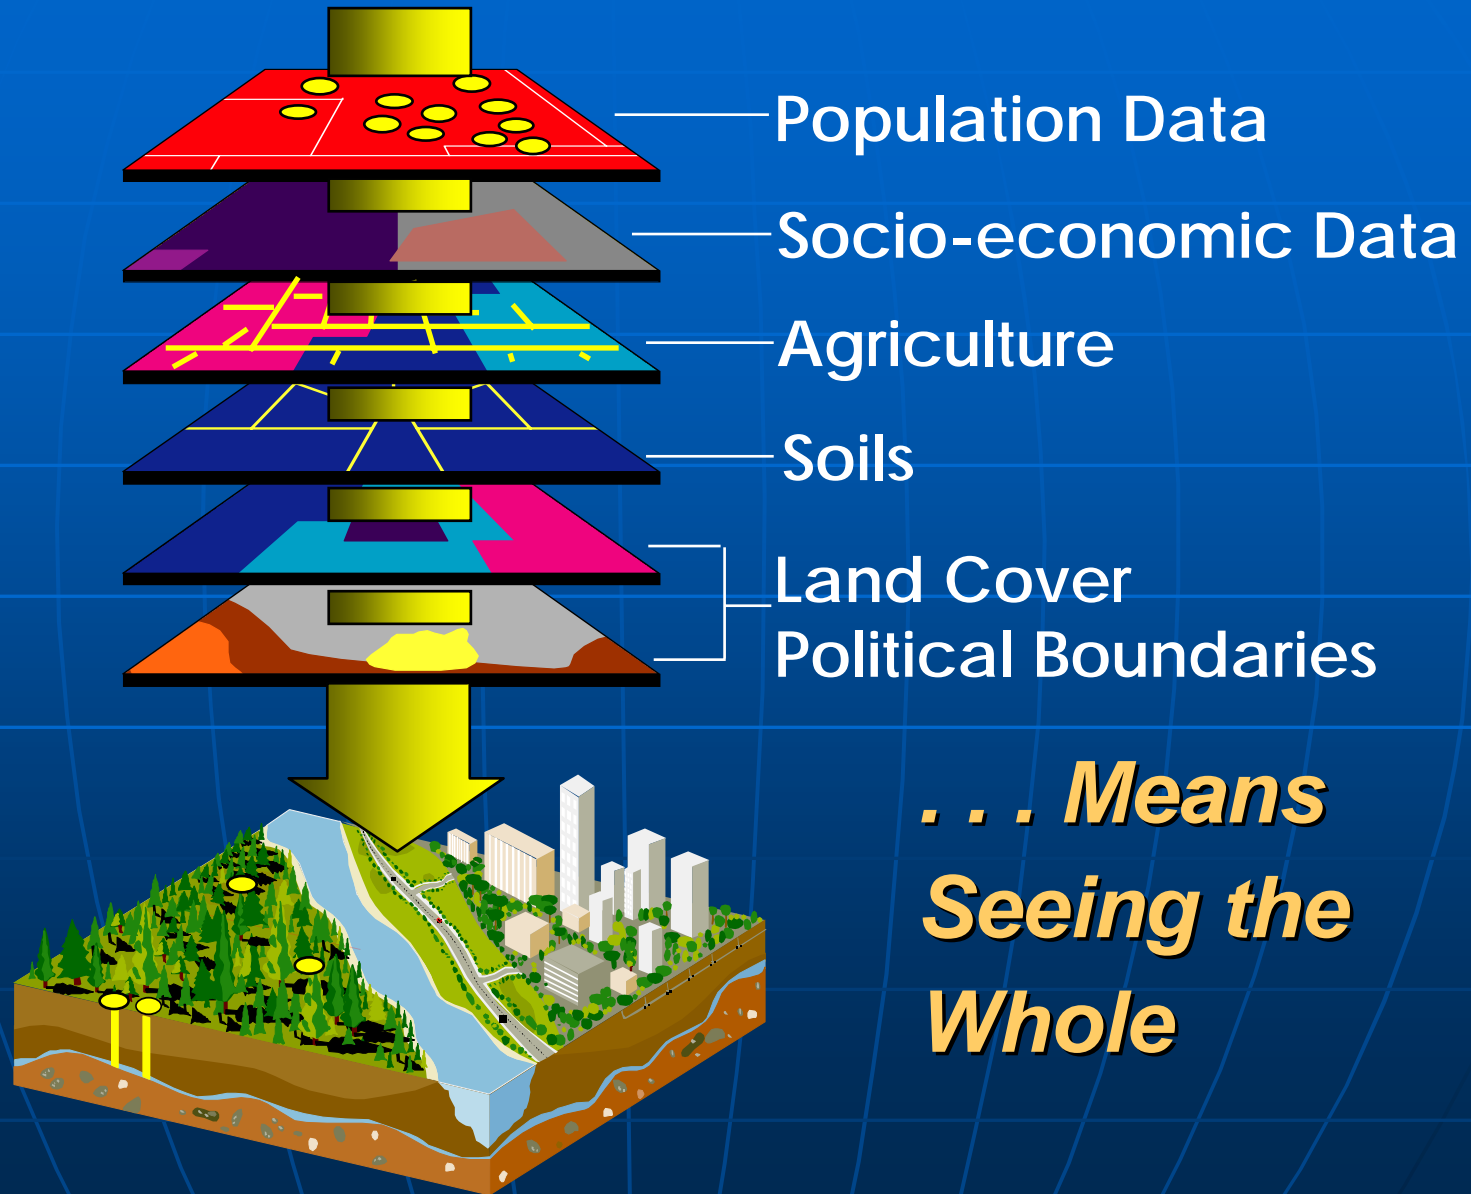 Population Data
Socio-economic Data
Agriculture
Soils
Land Cover
Political Boundaries
. . . Means
Seeing the
Whole